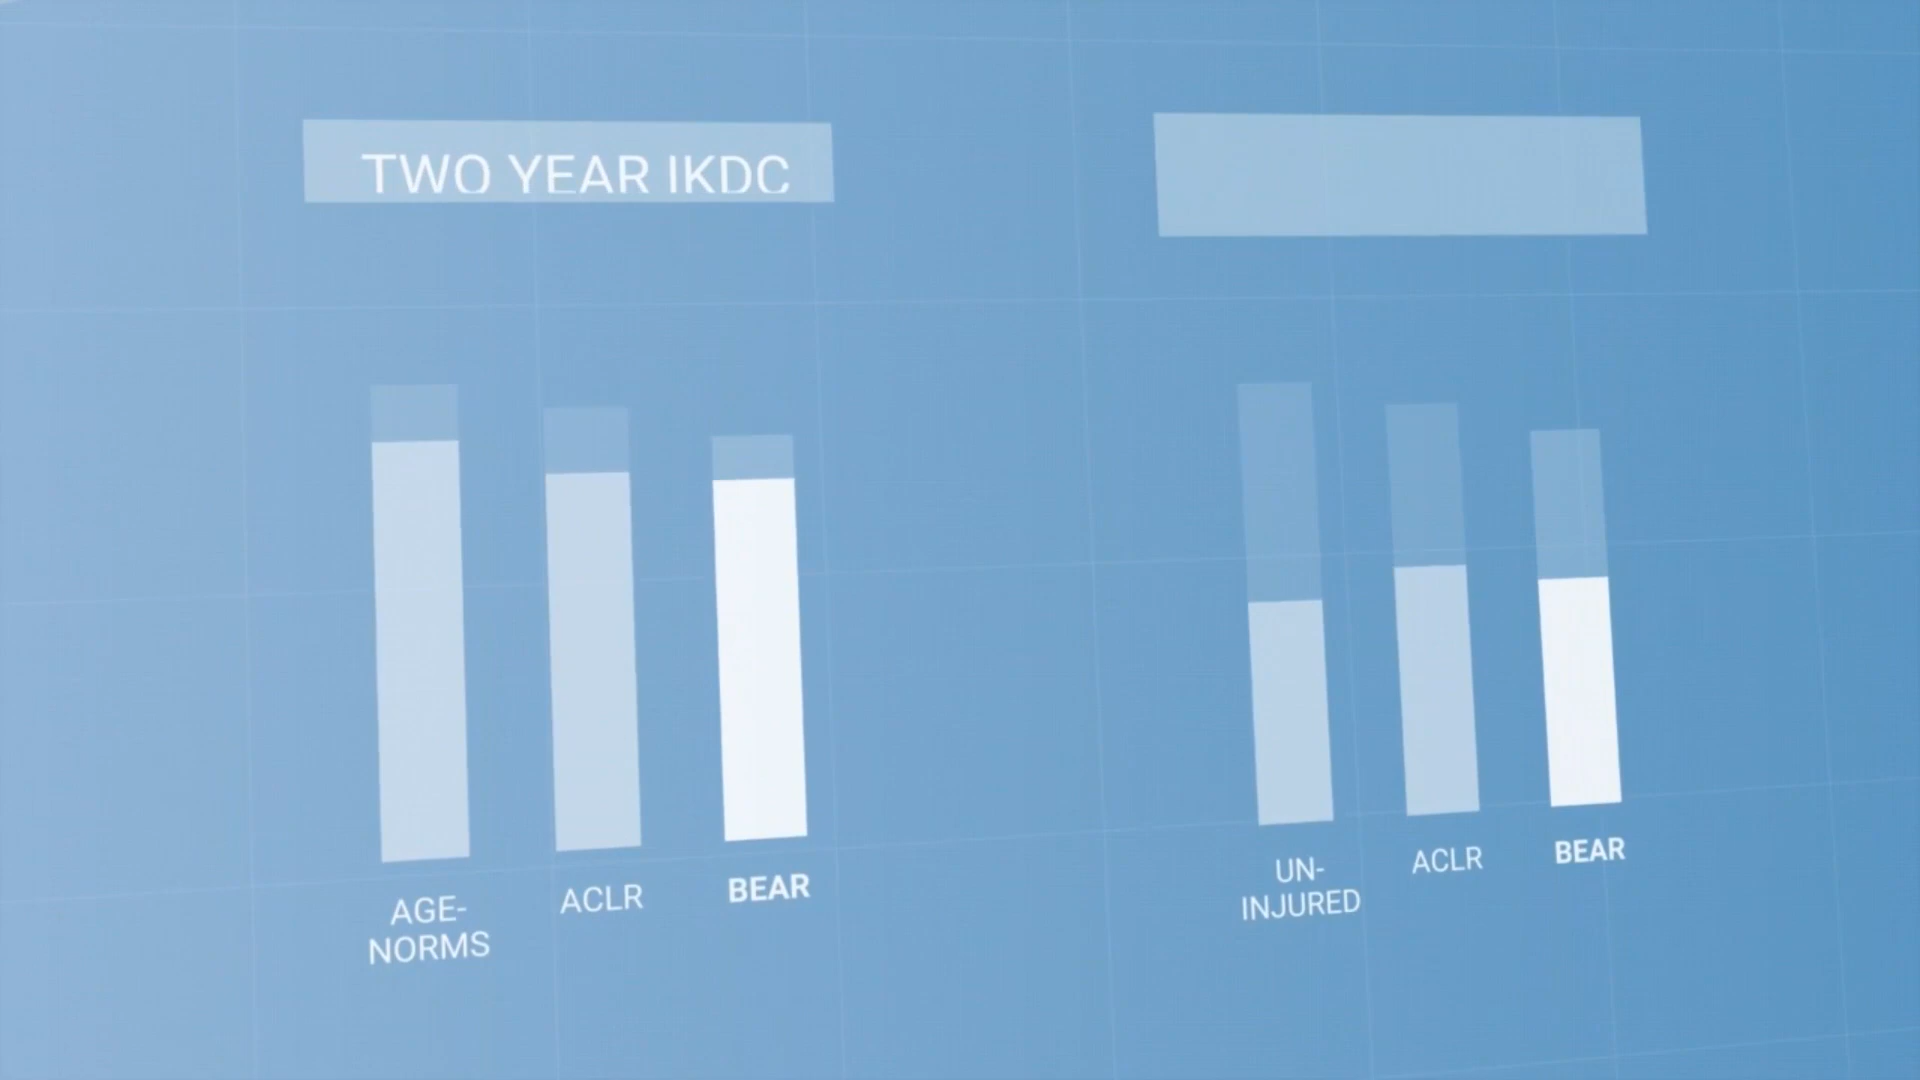 TWO YEAR IKDC
AGE-
NORMS
ACLR
BEAR
UN-
INJURED
ACLR
BEAR